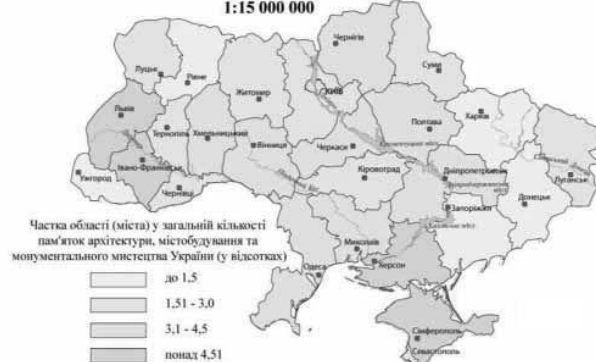 1:15 000 000
Чернігів
Луцьк
Рівне
Суми
Житомир
КИЇВ
Львів
Тернопіль
Хмельницький
Полтава
Харків
Вінниця
Черкаси
Івано-Франківськ
Ужгород
Чернівці
Кіровоград
Дніпропетровськ
Луганськ
Донецьк
Запоріжжя
Частка області (міста) у загальній кількості
пам'яток архітектури, містобудування та
монументального мистецтва України (у відсотках)
Миколаїв
Одеса
Херсон
до 1,5
1,51 - 3,0
3,1 - 4,5
понад 4,51
Сімферополь
Севастополь